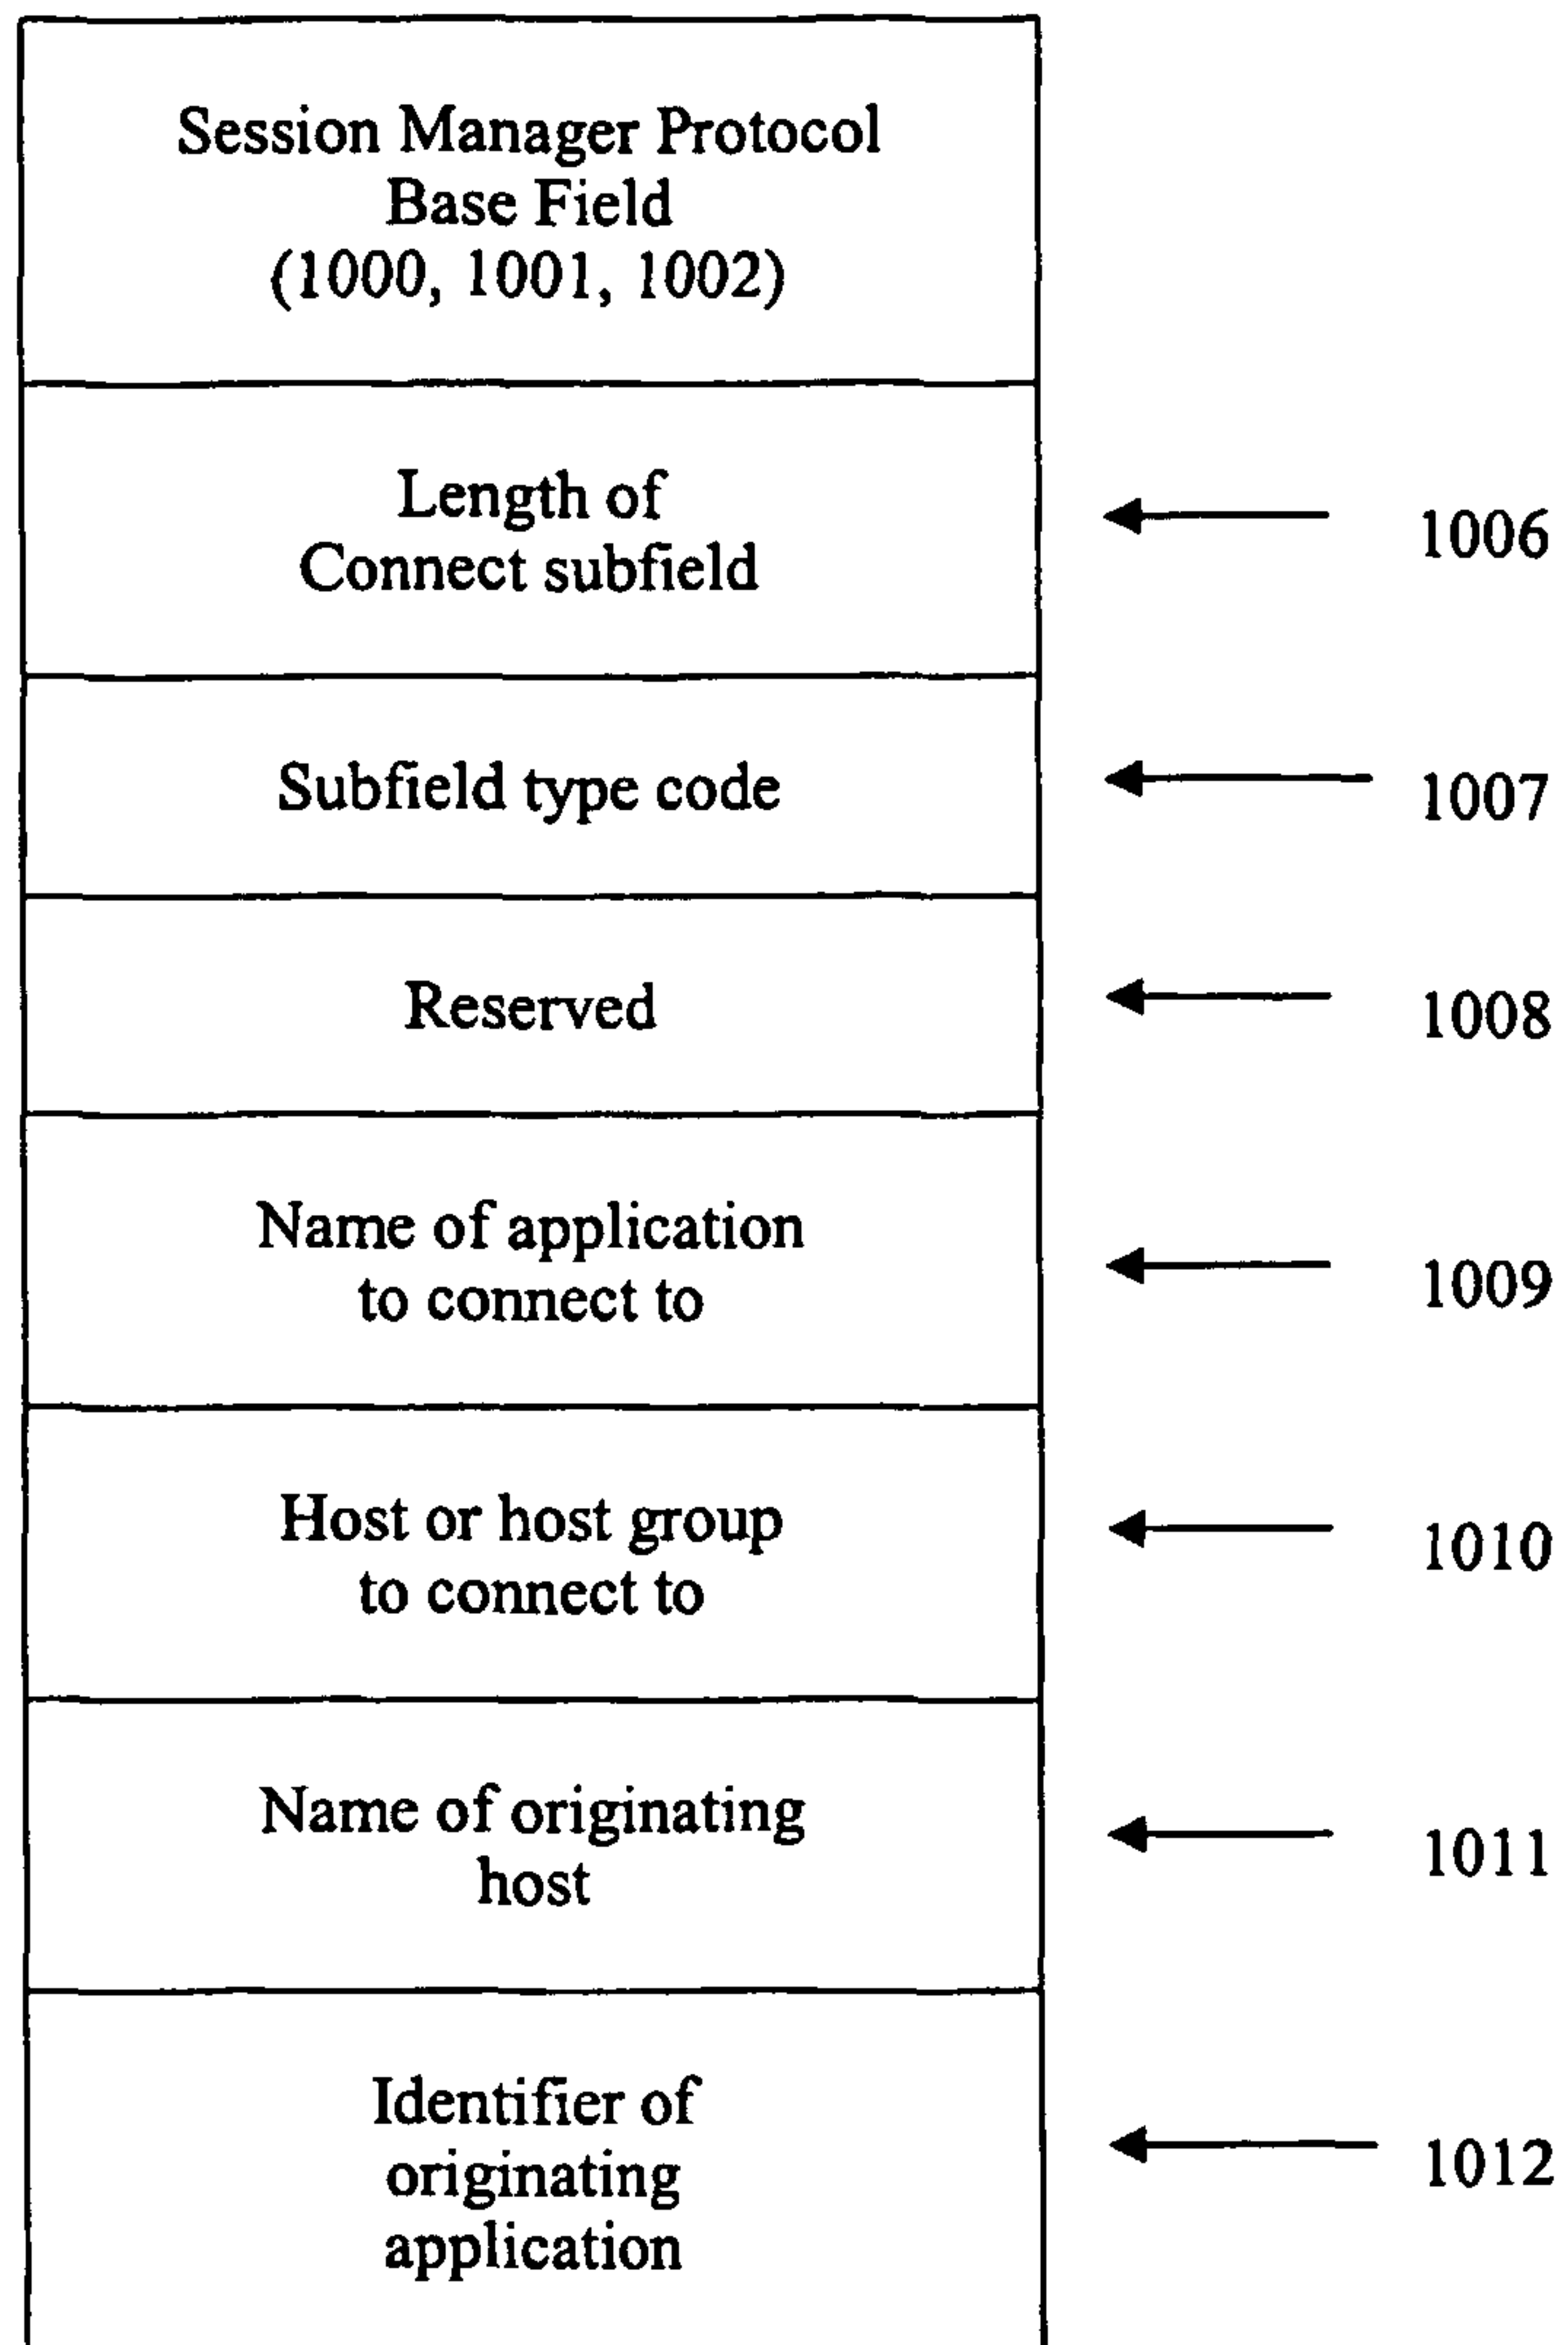 Session Manager Protocol
Base Field
(1000, 1001, 1002)
Length of
Connect subfield
1006
Subfield type code
1007
Reserved
1008
Name of application
to connect to
1009
Host or host group
to connect to
1010
Name of originating
host
1011
Identifier of
originating
application
1012